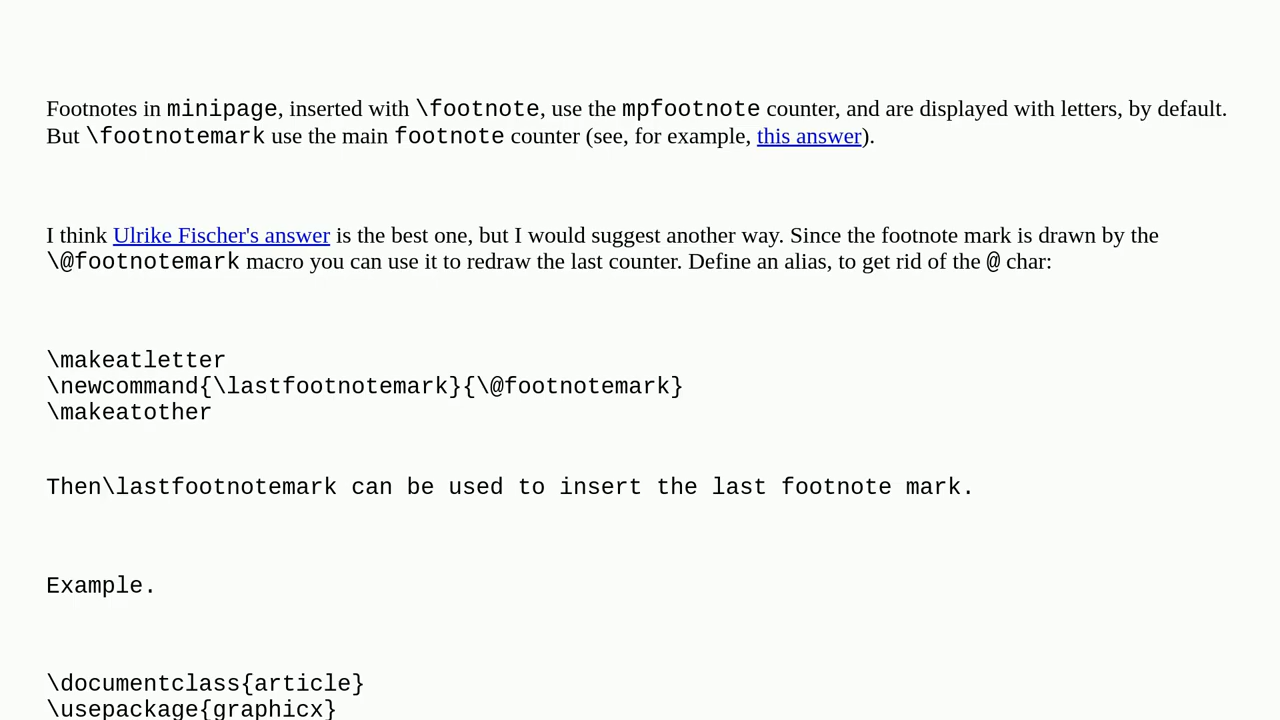 Footnotes in minipage, inserted with \footnote, use the mpfootnote counter, and are displayed with letters, by default.
But \footnotemark use the main footnote counter (see, for example, this answer).
I think Ulrike Fischer's answer is the best one, but I would suggest another way. Since the footnote mark is drawn by the
\@footnotemark macro you can use it to redraw the last counter. Define an alias, to get rid of the @ char:
\makeatletter
\newcommand{\lastfootnotemark}{\@footnotemark}
\makeatother
Then\lastfootnotemark can be used to insert the last footnote mark.
Example.
\documentclass{article}
\usepackage{graphicx}